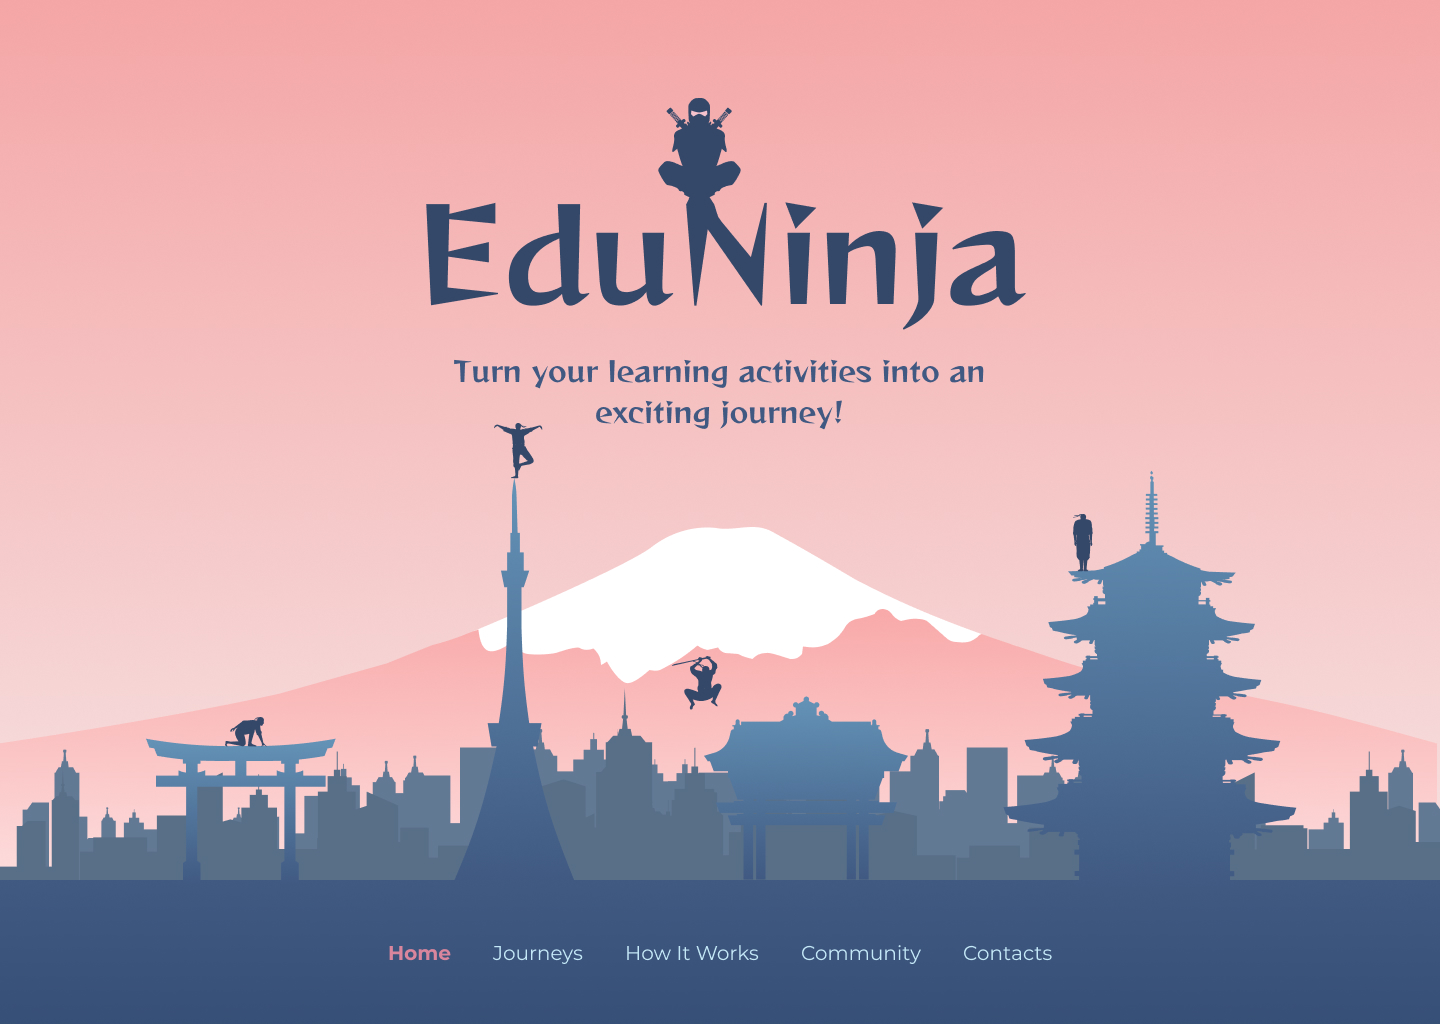 EduNinja
Turn your learning activities into an
exciting journey!
Home Journeys How It Works Community Contacts